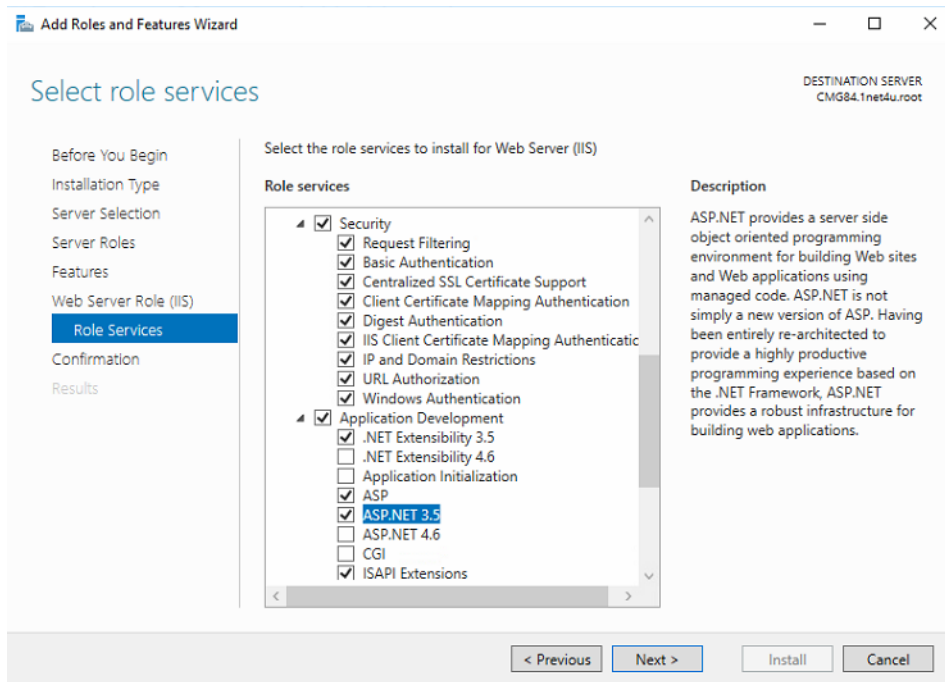 Add Roles and Features Wizard
Select role services
DESTINATION SERVER
CMG84.1net4u.root
Before You Begin
Installation Type
Server Selection
Server Roles
Features
Web Server Role (IIS)
Role Services
Confirmation
Results
Select the role services to install for Web Server (IIS)
Role services
Security
Request Filtering
Basic Authentication
Centralized SSL Certificate Support
Client Certificate Mapping Authentication
Digest Authentication
IIS Client Certificate Mapping Authenticatic
IP and Domain Restrictions
URL Authorization
Windows Authentication
Application Development
.NET Extensibility 3.5
.NET Extensibility 4.6
Application Initialization
ASP
ASP.NET 3.5
ASP.NET 4.6
CGI
ISAPI Extensions
Description
ASP.NET provides a server side
object oriented programming
environment for building Web sites
and Web applications using
managed code. ASP.NET is not
simply a new version of ASP. Having
been entirely re-architected to
provide a highly productive
programming experience based on
the .NET Framework, ASP.NET
provides a robust infrastructure for
building web applications.
< Previous
Next >
Install
Cancel